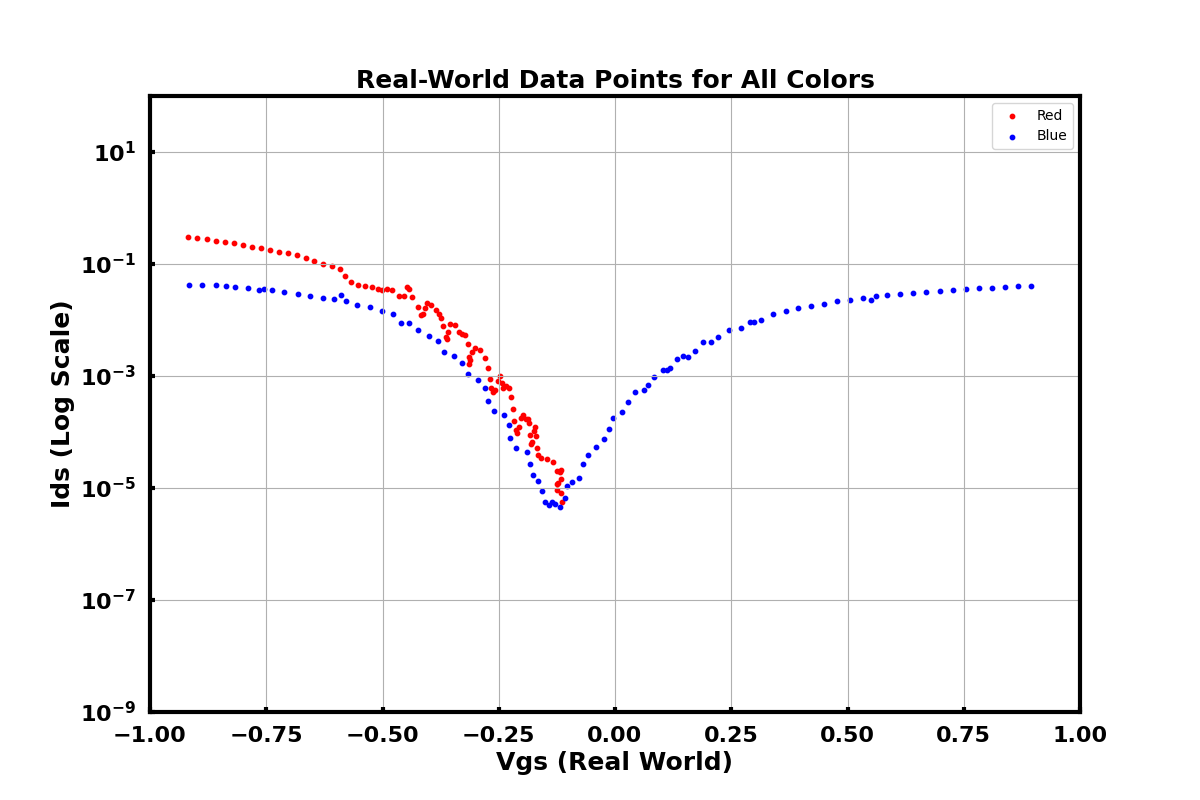 Real-World Data Points for All Colors
Red
Blue
10¹
10⁻¹
10⁻³
10⁻⁵
10⁻⁷
10⁻⁹
Ids (Log Scale)
−1.00 −0.75 −0.50 −0.25 0.00 0.25 0.50 0.75 1.00
Vgs (Real World)